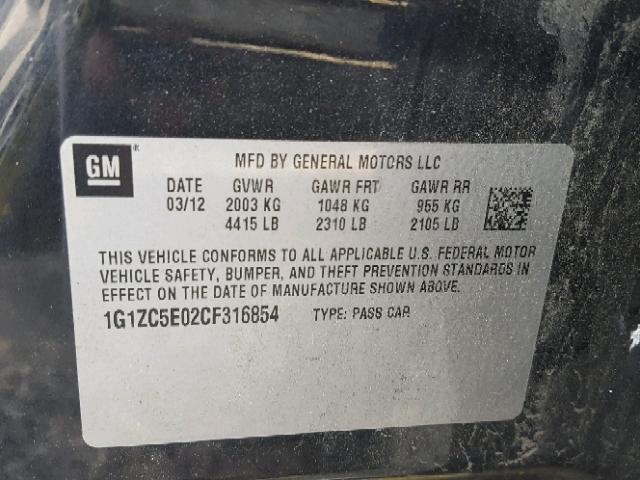 GM ® MFD BY GENERAL MOTORS LLC
DATE GVWR GAWR FRT GAWR RR
03/12 2003 KG 1048 KG 955 KG
4415 LB 2310 LB 2105 LB
THIS VEHICLE CONFORMS TO ALL APPLICABLE U.S. FEDERAL MOTOR
VEHICLE SAFETY, BUMPER, AND THEFT PREVENTION STANDARDS IN
EFFECT ON THE DATE OF MANUFACTURE SHOWN ABOVE.
1G1ZC5E02CF316854 TYPE: PASS CAR